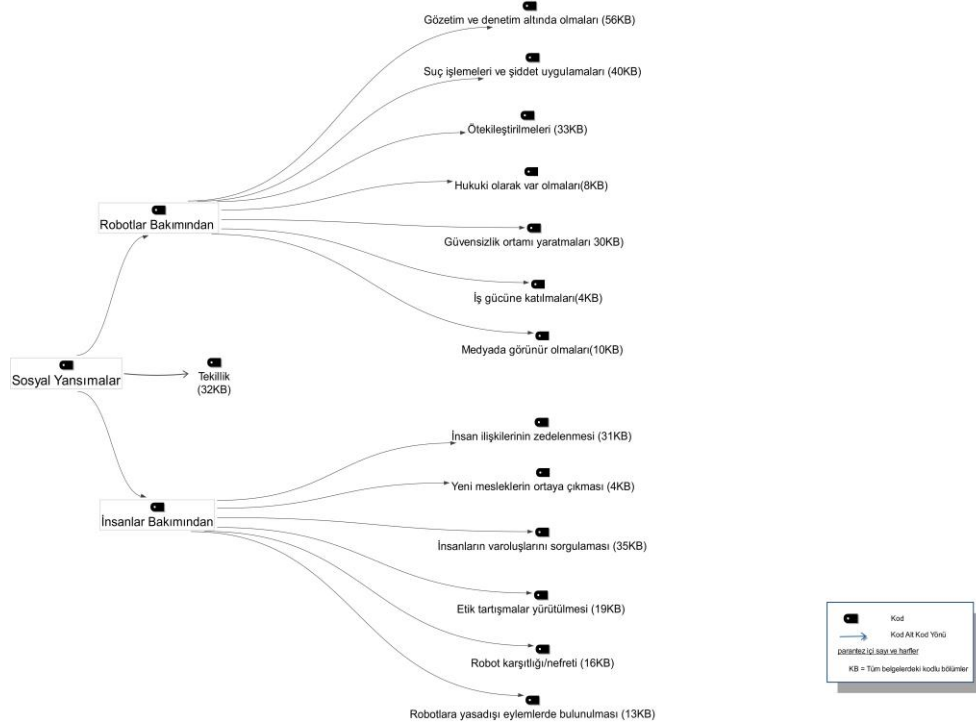 Gözetim ve denetim altında olmaları (56KB)
Suç işlemeleri ve şiddet uygulamaları (40KB)
Ötekileştirilmeleri (33KB)
Hukuki olarak var olmaları(8KB)
Robotlar Bakımından
Güvensizlik ortamı yaratmaları 30KB)
İş gücüne katılmaları(4KB)
Medyada görünür olmaları(10KB)
Sosyal Yansımalar
Tekillik
(32KB)
İnsan ilişkilerinin zedelenmesi (31KB)
Yeni mesleklerin ortaya çıkması (4KB)
İnsanlar Bakımından
İnsanların varoluşlarını sorgulaması (35KB)
Etik tartışmalar yürütülmesi (19KB)
Robot karşıtlığı/nefreti (16KB)
Robotlara yasadışı eylemlerde bulunulması (13KB)
Kod
Kod Alt Kod Yönü
parantez içi sayı ve harfler
KB = Tüm belgelerdeki kodlu bölümler